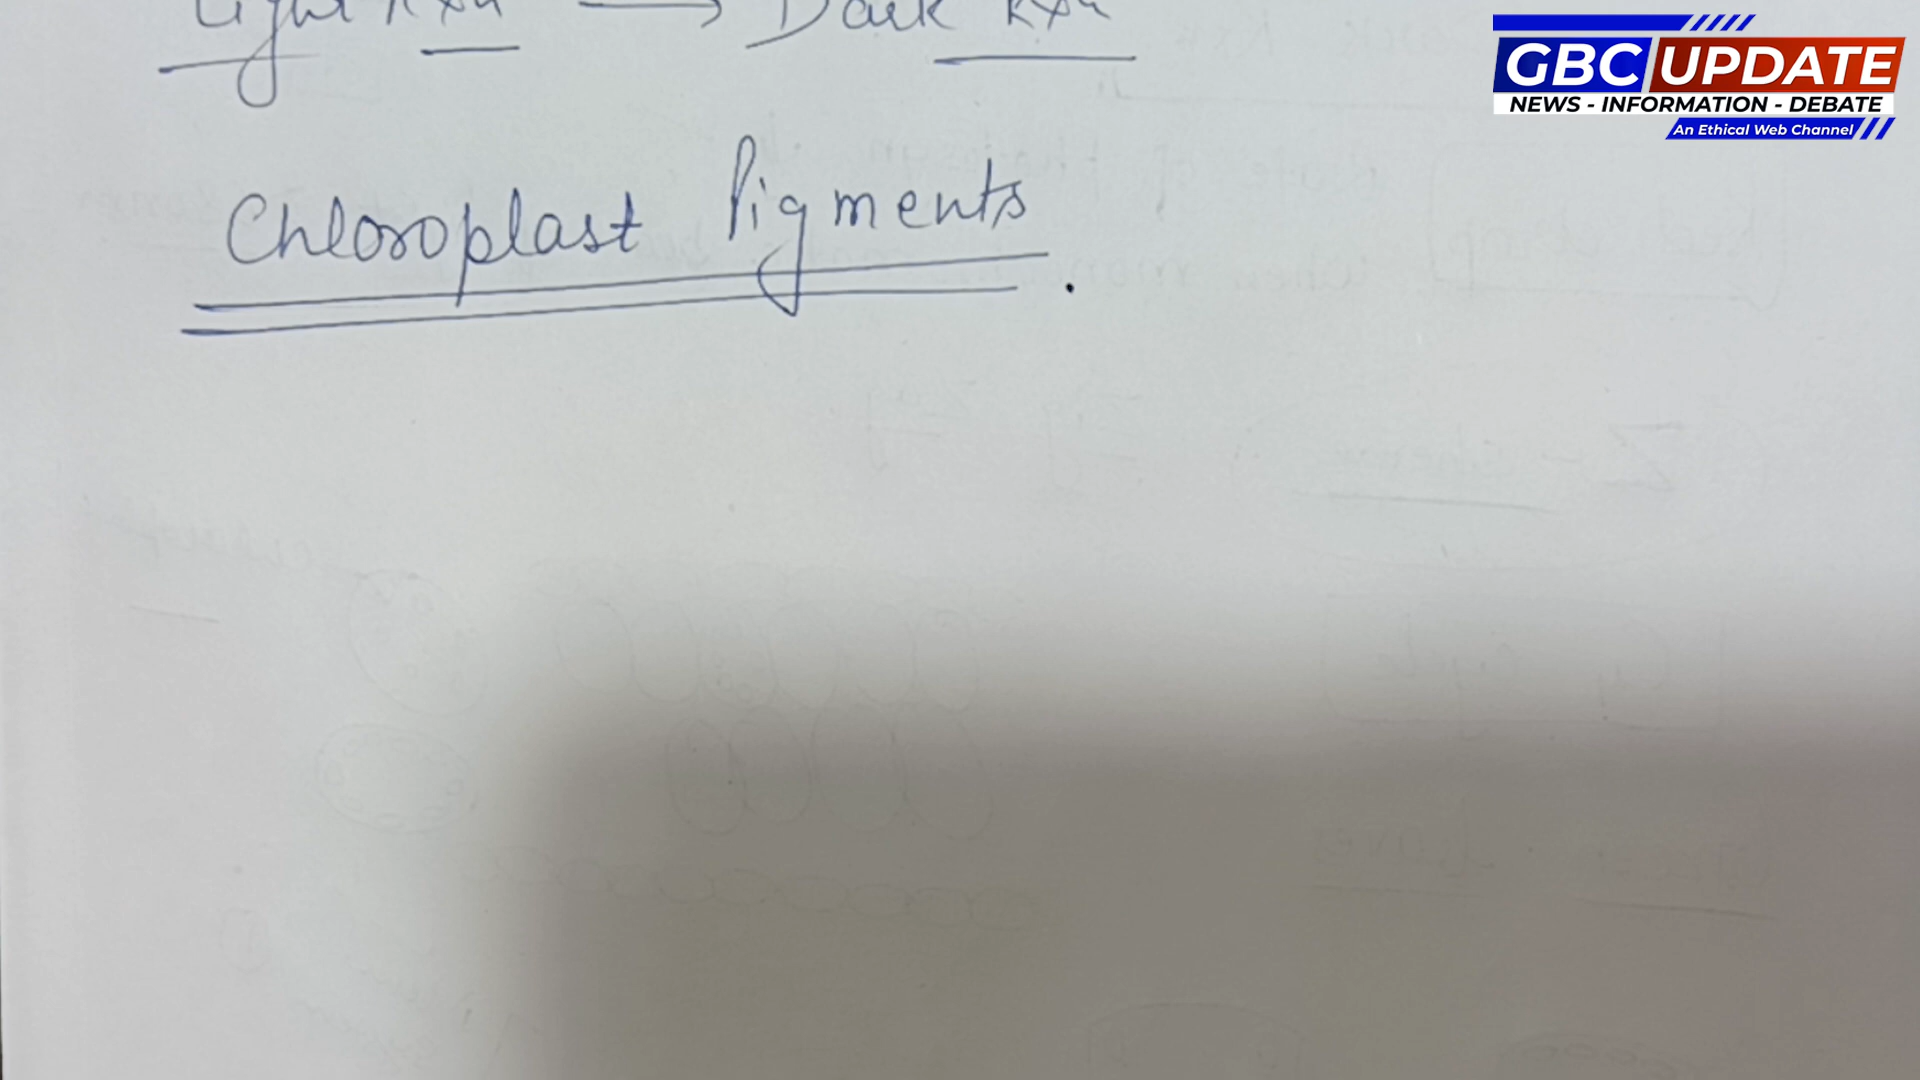 Light Rxn → Dark Rxn
Chloroplast Pigments.
GBC UPDATE
NEWS - INFORMATION - DEBATE
An Ethical Web Channel